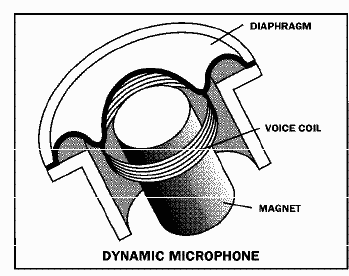 DIAPHRAGM
VOICE COIL
MAGNET
DYNAMIC MICROPHONE